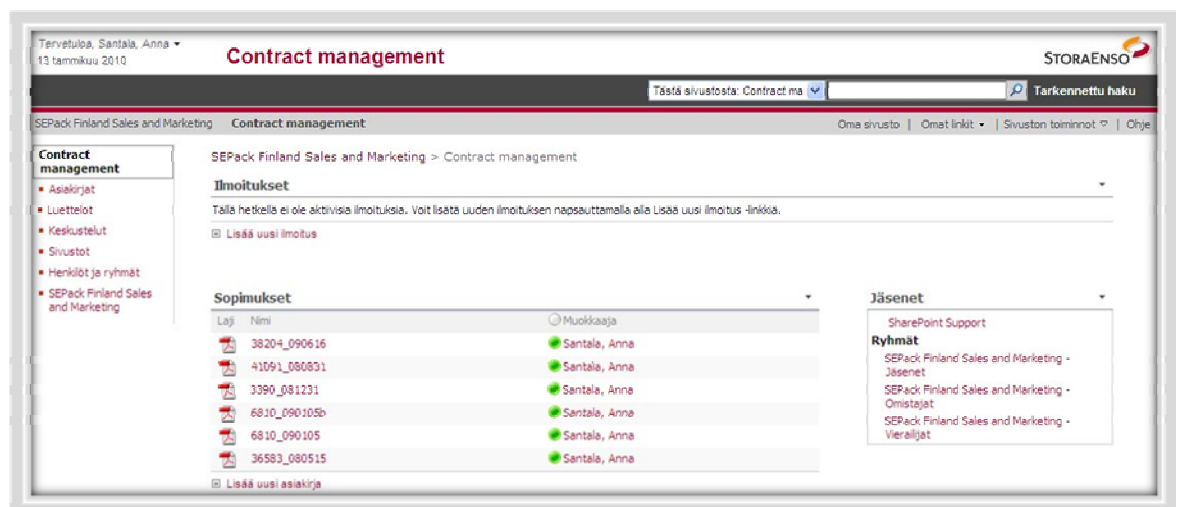 Tervetuloa, Santala, Anna
13 tammikuu 2010
Contract management
STORAENSO
Tästä sivustosta: Contract ma
Tarkennettu haku
SEPack Finland Sales and Marketing Contract management
Oma sivusto | Omat linkit | Sivuston toiminnot | Ohje
Contract
management
Asiakirjat
Luettelot
Keskustelut
Sivustot
Henkilöt ja ryhmät
SEPack Finland Sales
and Marketing
SEPack Finland Sales and Marketing > Contract management
Ilmoitukset
Tällä hetkellä ei ole aktiivisia ilmoituksia. Voit lisätä uuden ilmoituksen napsauttamalla alla Lisää uusi ilmoitus -linkkiä.
Lisää uusi ilmoitus
Sopimukset
Laji Nimi Muokkaaja
38204_090616 Santala, Anna
41091_080831 Santala, Anna
3390_081231 Santala, Anna
6810_090105b Santala, Anna
6810_090105 Santala, Anna
36583_080515 Santala, Anna
Lisää uusi asiakirja
Jäsenet
SharePoint Support
Ryhmät
SEPack Finland Sales and Marketing -
Jäsenet
SEPack Finland Sales and Marketing -
Omistajat
SEPack Finland Sales and Marketing -
Vierailijat